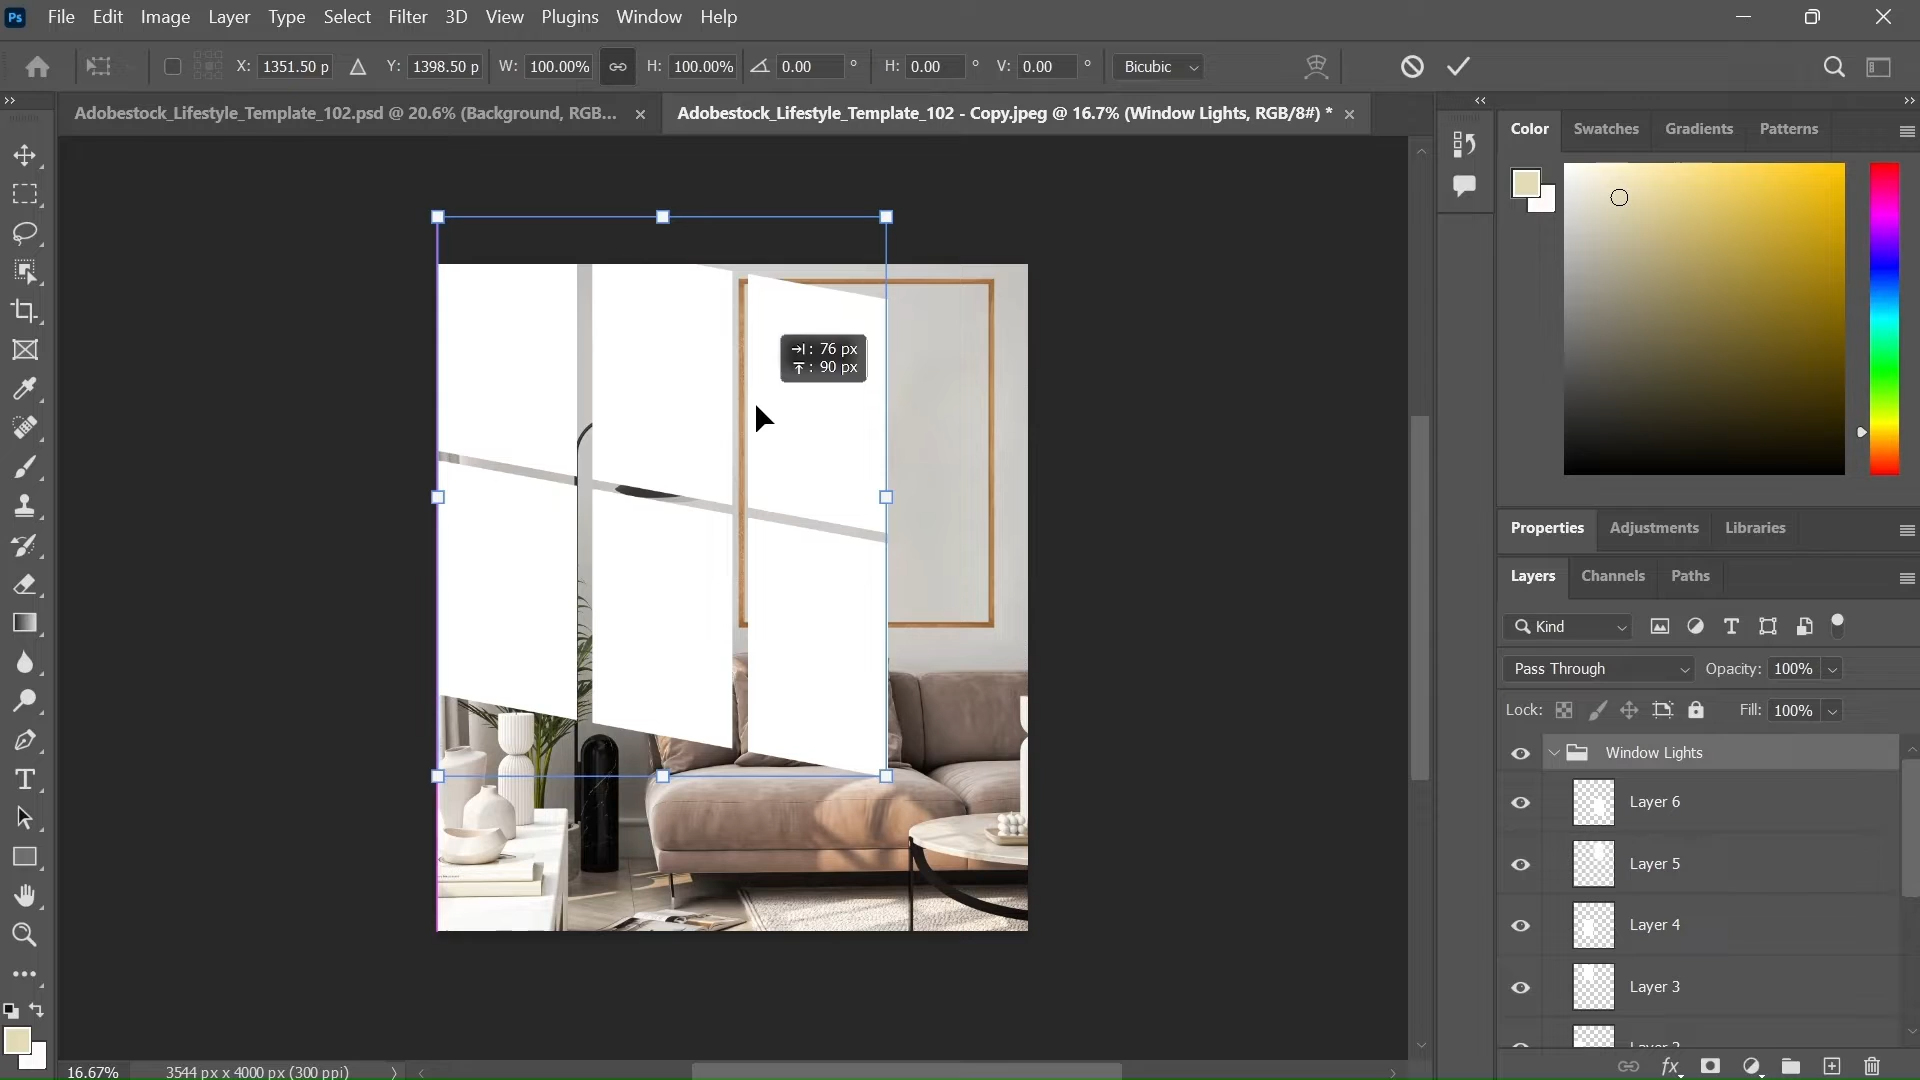 Ps File Edit Image Layer Type Select Filter 3D View Plugins Window Help
X: 1351.50 p Y: 1398.50 p W: 100.00% H: 100.00% 0.00 ° H: 0.00 ° V: 0.00 ° Bicubic
Adobestock_Lifestyle_Template_102.psd @ 20.6% (Background, RGB... × Adobestock_Lifestyle_Template_102 - Copy.jpeg @ 16.7% (Window Lights, RGB/8#) * ×
Color Swatches Gradients Patterns
: 76 px
: 90 px
Properties Adjustments Libraries
Layers Channels Paths
Kind
Pass Through Opacity: 100%
Lock: Fill: 100%
Window Lights
Layer 6
Layer 5
Layer 4
Layer 3
fx
16.67% 3544 px x 4000 px (300 ppi)